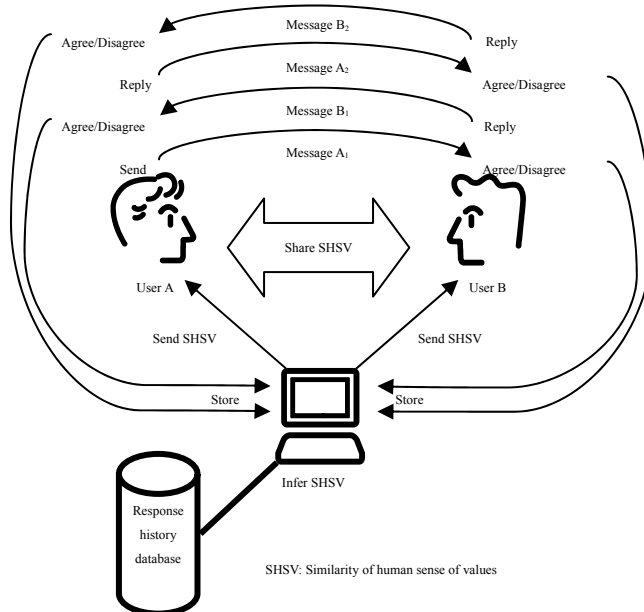 Message B₂
Agree/Disagree
Reply
Message A₂
Reply
Agree/Disagree
Message B₁
Agree/Disagree
Reply
Message A₁
Send
Agree/Disagree
Share SHSV
User A
User B
Send SHSV
Send SHSV
Store
Store
Infer SHSV
Response
history
database
SHSV: Similarity of human sense of values